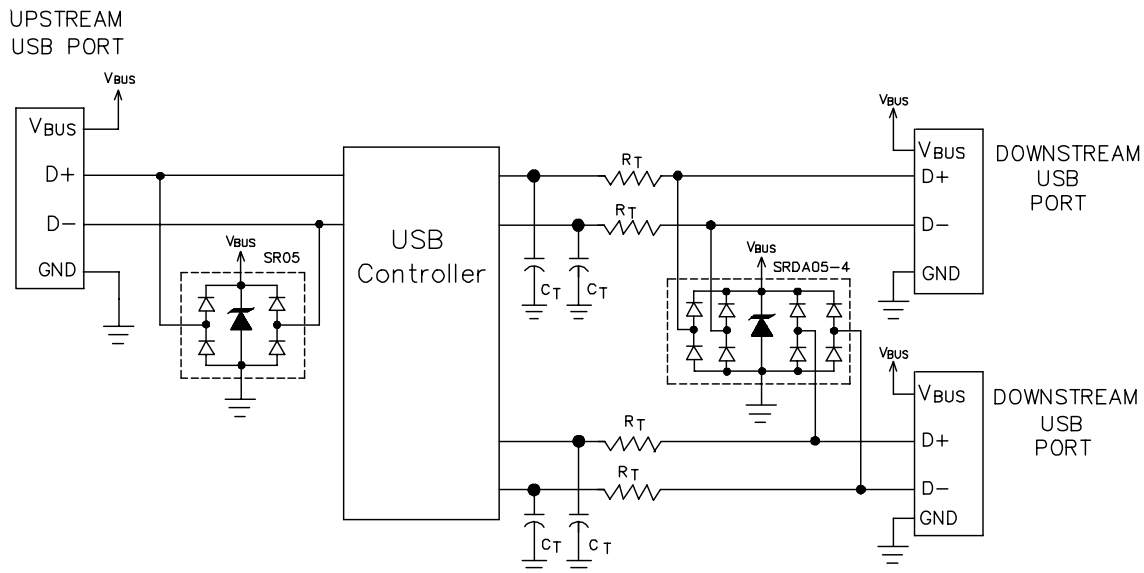 UPSTREAM
USB PORT
VBUS
VBUS
D+
D−
GND
VBUS
SR05
USB
Controller
RT
RT
CT
CT
VBUS
SRDA05-4
VBUS
VBUS
D+
D−
GND
DOWNSTREAM
USB
PORT
RT
RT
CT
CT
VBUS
VBUS
D+
D−
GND
DOWNSTREAM
USB
PORT